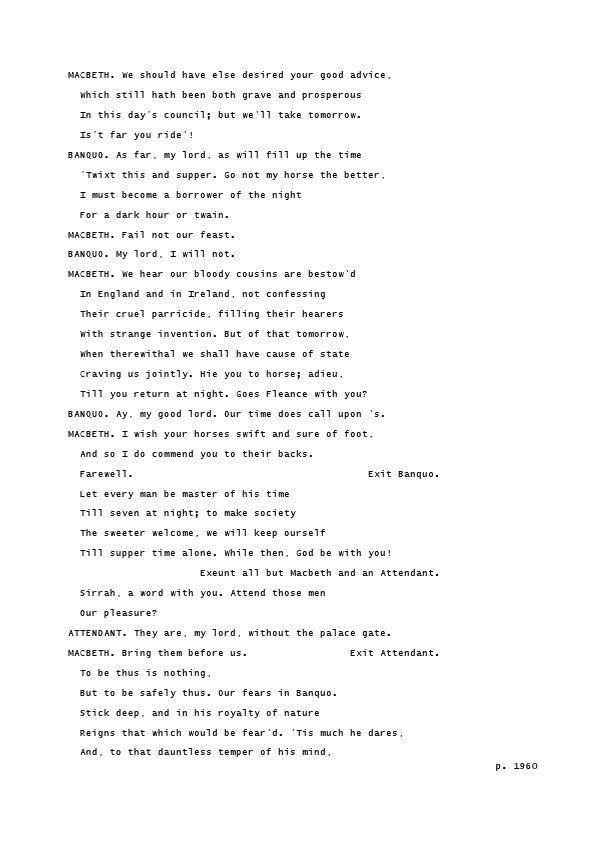 MACBETH. We should have else desired your good advice,
Which still hath been both grave and prosperous
In this day's council; but we'll take tomorrow.
Is't far you ride'!
BANQUO. As far, my lord, as will fill up the time
'Twixt this and supper. Go not my horse the better,
I must become a borrower of the night
For a dark hour or twain.
MACBETH. Fail not our feast.
BANQUO. My lord, I will not.
MACBETH. We hear our bloody cousins are bestow'd
In England and in Ireland, not confessing
Their cruel parricide, filling their hearers
With strange invention. But of that tomorrow,
When therewithal we shall have cause of state
Craving us jointly. Hie you to horse; adieu,
Till you return at night. Goes Fleance with you?
BANQUO. Ay, my good lord. Our time does call upon 's.
MACBETH. I wish your horses swift and sure of foot,
And so I do commend you to their backs.
Farewell. Exit Banquo.
Let every man be master of his time
Till seven at night; to make society
The sweeter welcome, we will keep ourself
Till supper time alone. While then, God be with you!
Exeunt all but Macbeth and an Attendant.
Sirrah, a word with you. Attend those men
Our pleasure?
ATTENDANT. They are, my lord, without the palace gate.
MACBETH. Bring them before us. Exit Attendant.
To be thus is nothing,
But to be safely thus. Our fears in Banquo.
Stick deep, and in his royalty of nature
Reigns that which would be fear'd. 'Tis much he dares,
And, to that dauntless temper of his mind,
p. 1960